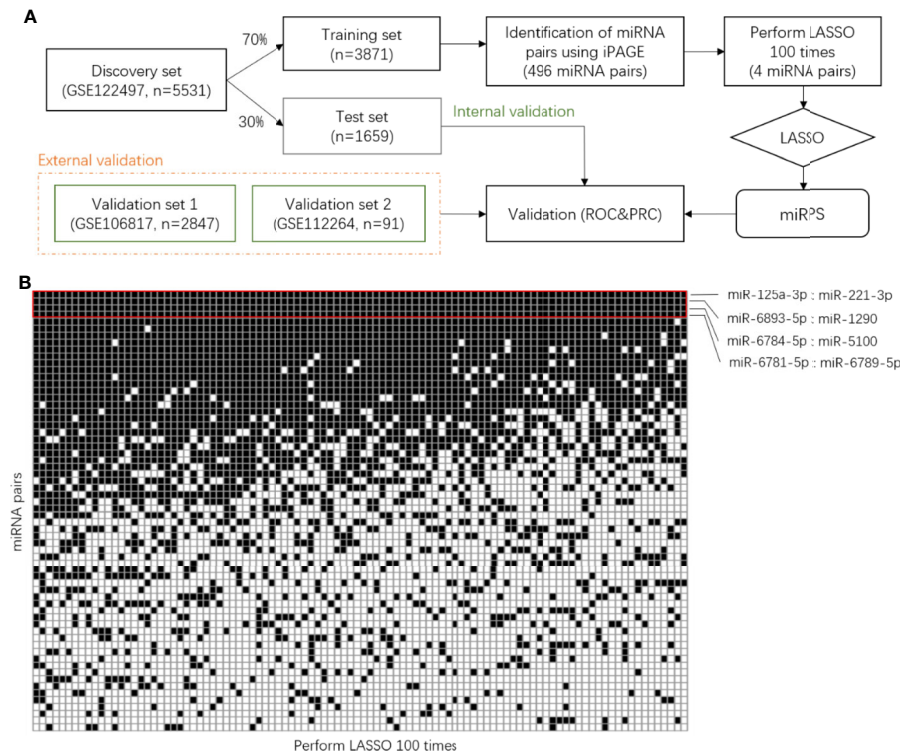 A
Discovery set
(GSE122497, n=5531)
70%
30%
Training set
(n=3871)
Test set
(n=1659)
Identification of miRNA
pairs using iPAGE
(496 miRNA pairs)
Perform LASSO
100 times
(4 miRNA pairs)
Internal validation
LASSO
External validation
Validation set 1
(GSE106817, n=2847)
Validation set 2
(GSE112264, n=91)
Validation (ROC&PRC)
miRPS
B
miR-125a-3p : miR-221-3p
miR-6893-5p : miR-1290
miR-6784-5p : miR-5100
miR-6781-5p : miR-6789-5p
miRNA pairs
Perform LASSO 100 times